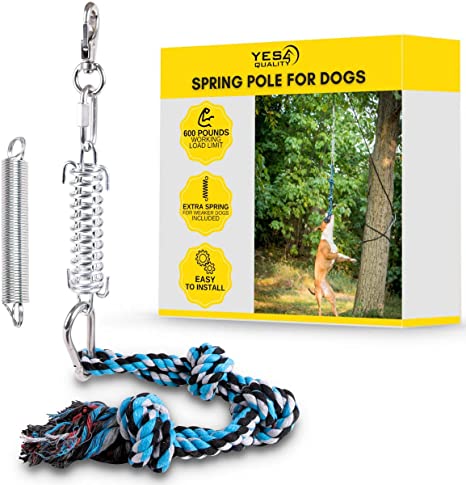 YES4
QUALITY
SPRING POLE FOR DOGS
600 POUNDS
WORKING
LOAD LIMIT
EXTRA SPRING
FOR WEAKER DOGS
INCLUDED
EASY
TO INSTALL